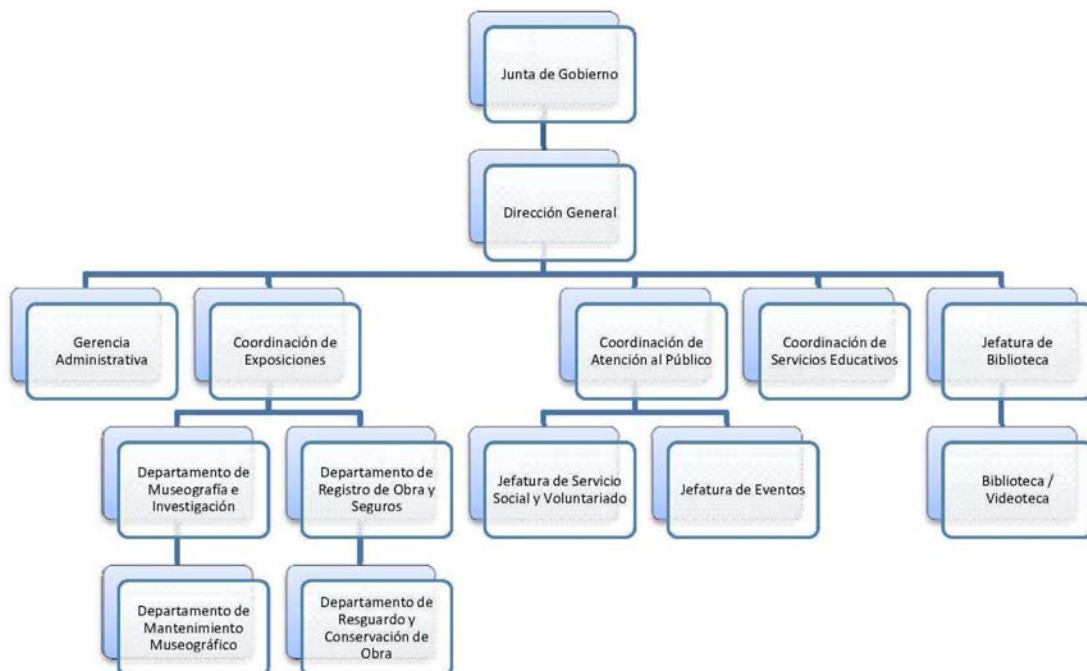 Junta de Gobierno
Dirección General
Gerencia
Administrativa
Coordinación de
Exposiciones
Coordinación de
Atención al Público
Coordinación de
Servicios Educativos
Jefatura de
Biblioteca
Departamento de
Museografía e
Investigación
Departamento de
Registro de Obra y
Seguros
Jefatura de Servicio
Social y Voluntariado
Jefatura de Eventos
Biblioteca /
Videoteca
Departamento de
Mantenimiento
Museográfico
Departamento de
Resguardo y
Conservación de
Obra